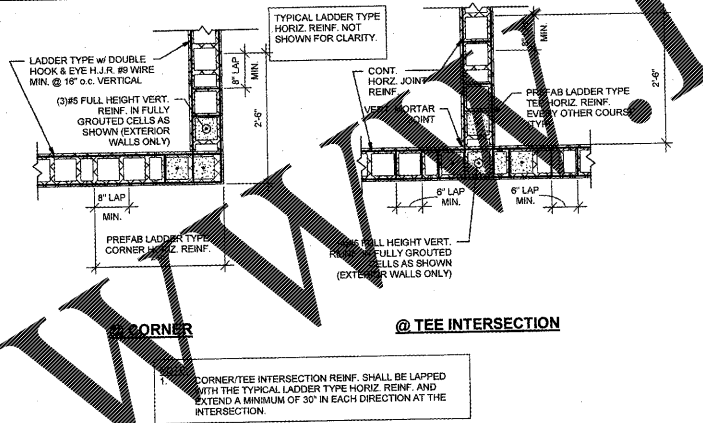 TYPICAL LADDER TYPE
HORIZ. REINF. NOT
SHOWN FOR CLARITY.
LADDER TYPE w/ DOUBLE
HOOK & EYE H.J.R. #9 WIRE
MIN. @ 16" o.c. VERTICAL
(3)#5 FULL HEIGHT VERT.
REINF. IN FULLY
GROUTED CELLS AS
SHOWN (EXTERIOR
WALLS ONLY)
8" LAP
MIN.
2'-6"
8" LAP
MIN.
PREFAB LADDER TYPE
CORNER HORIZ. REINF.
@ CORNER
CONT.
HORZ. JOINT
REINF.
VERT. MORTAR
JOINT
MIN.
2'-6"
PREFAB LADDER TYPE
TEE HORIZ. REINF.
EVERY OTHER COURSE
TYP.
6" LAP
MIN.
6" LAP
MIN.
FULL HEIGHT VERT.
REINF. IN FULLY GROUTED
CELLS AS SHOWN
(EXTERIOR WALLS ONLY)
@ TEE INTERSECTION
1. CORNER/TEE INTERSECTION REINF. SHALL BE LAPPED
WITH THE TYPICAL LADDER TYPE HORIZ. REINF. AND
EXTEND A MINIMUM OF 30" IN EACH DIRECTION AT THE
INTERSECTION.
WWW.